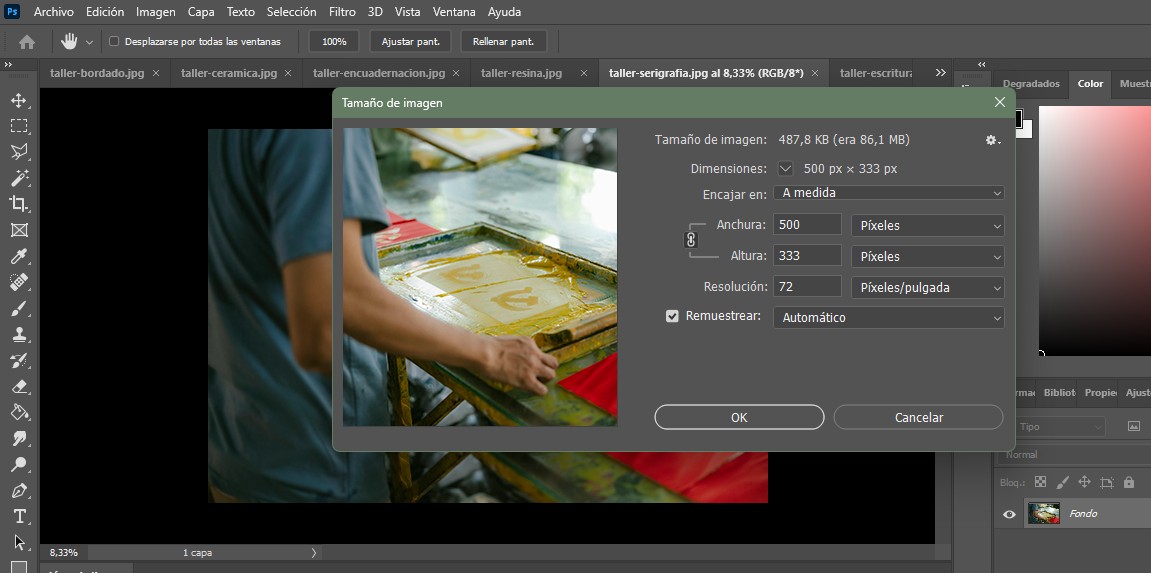 Ps Archivo Edición Imagen Capa Texto Selección Filtro 3D Vista Ventana Ayuda
Desplazarse por todas las ventanas 100% Ajustar pant. Rellenar pant.
taller-bordado.jpg taller-ceramica.jpg taller-encuadernacion.jpg taller-resina.jpg taller-serigrafia.jpg al 8,33% (RGB/8*) taller-escritura
Degradados Color Muest
Tamaño de imagen
Tamaño de imagen: 487,8 KB (era 86,1 MB)
Dimensiones: 500 px × 333 px
Encajar en: A medida
Anchura: 500 Píxeles
Altura: 333 Píxeles
Resolución: 72 Píxeles/pulgada
Remuestrear: Automático
OK Cancelar
Bibliot Propie Ajust
Tipo
Normal
Bloq.:
Fondo
8,33% 1 capa